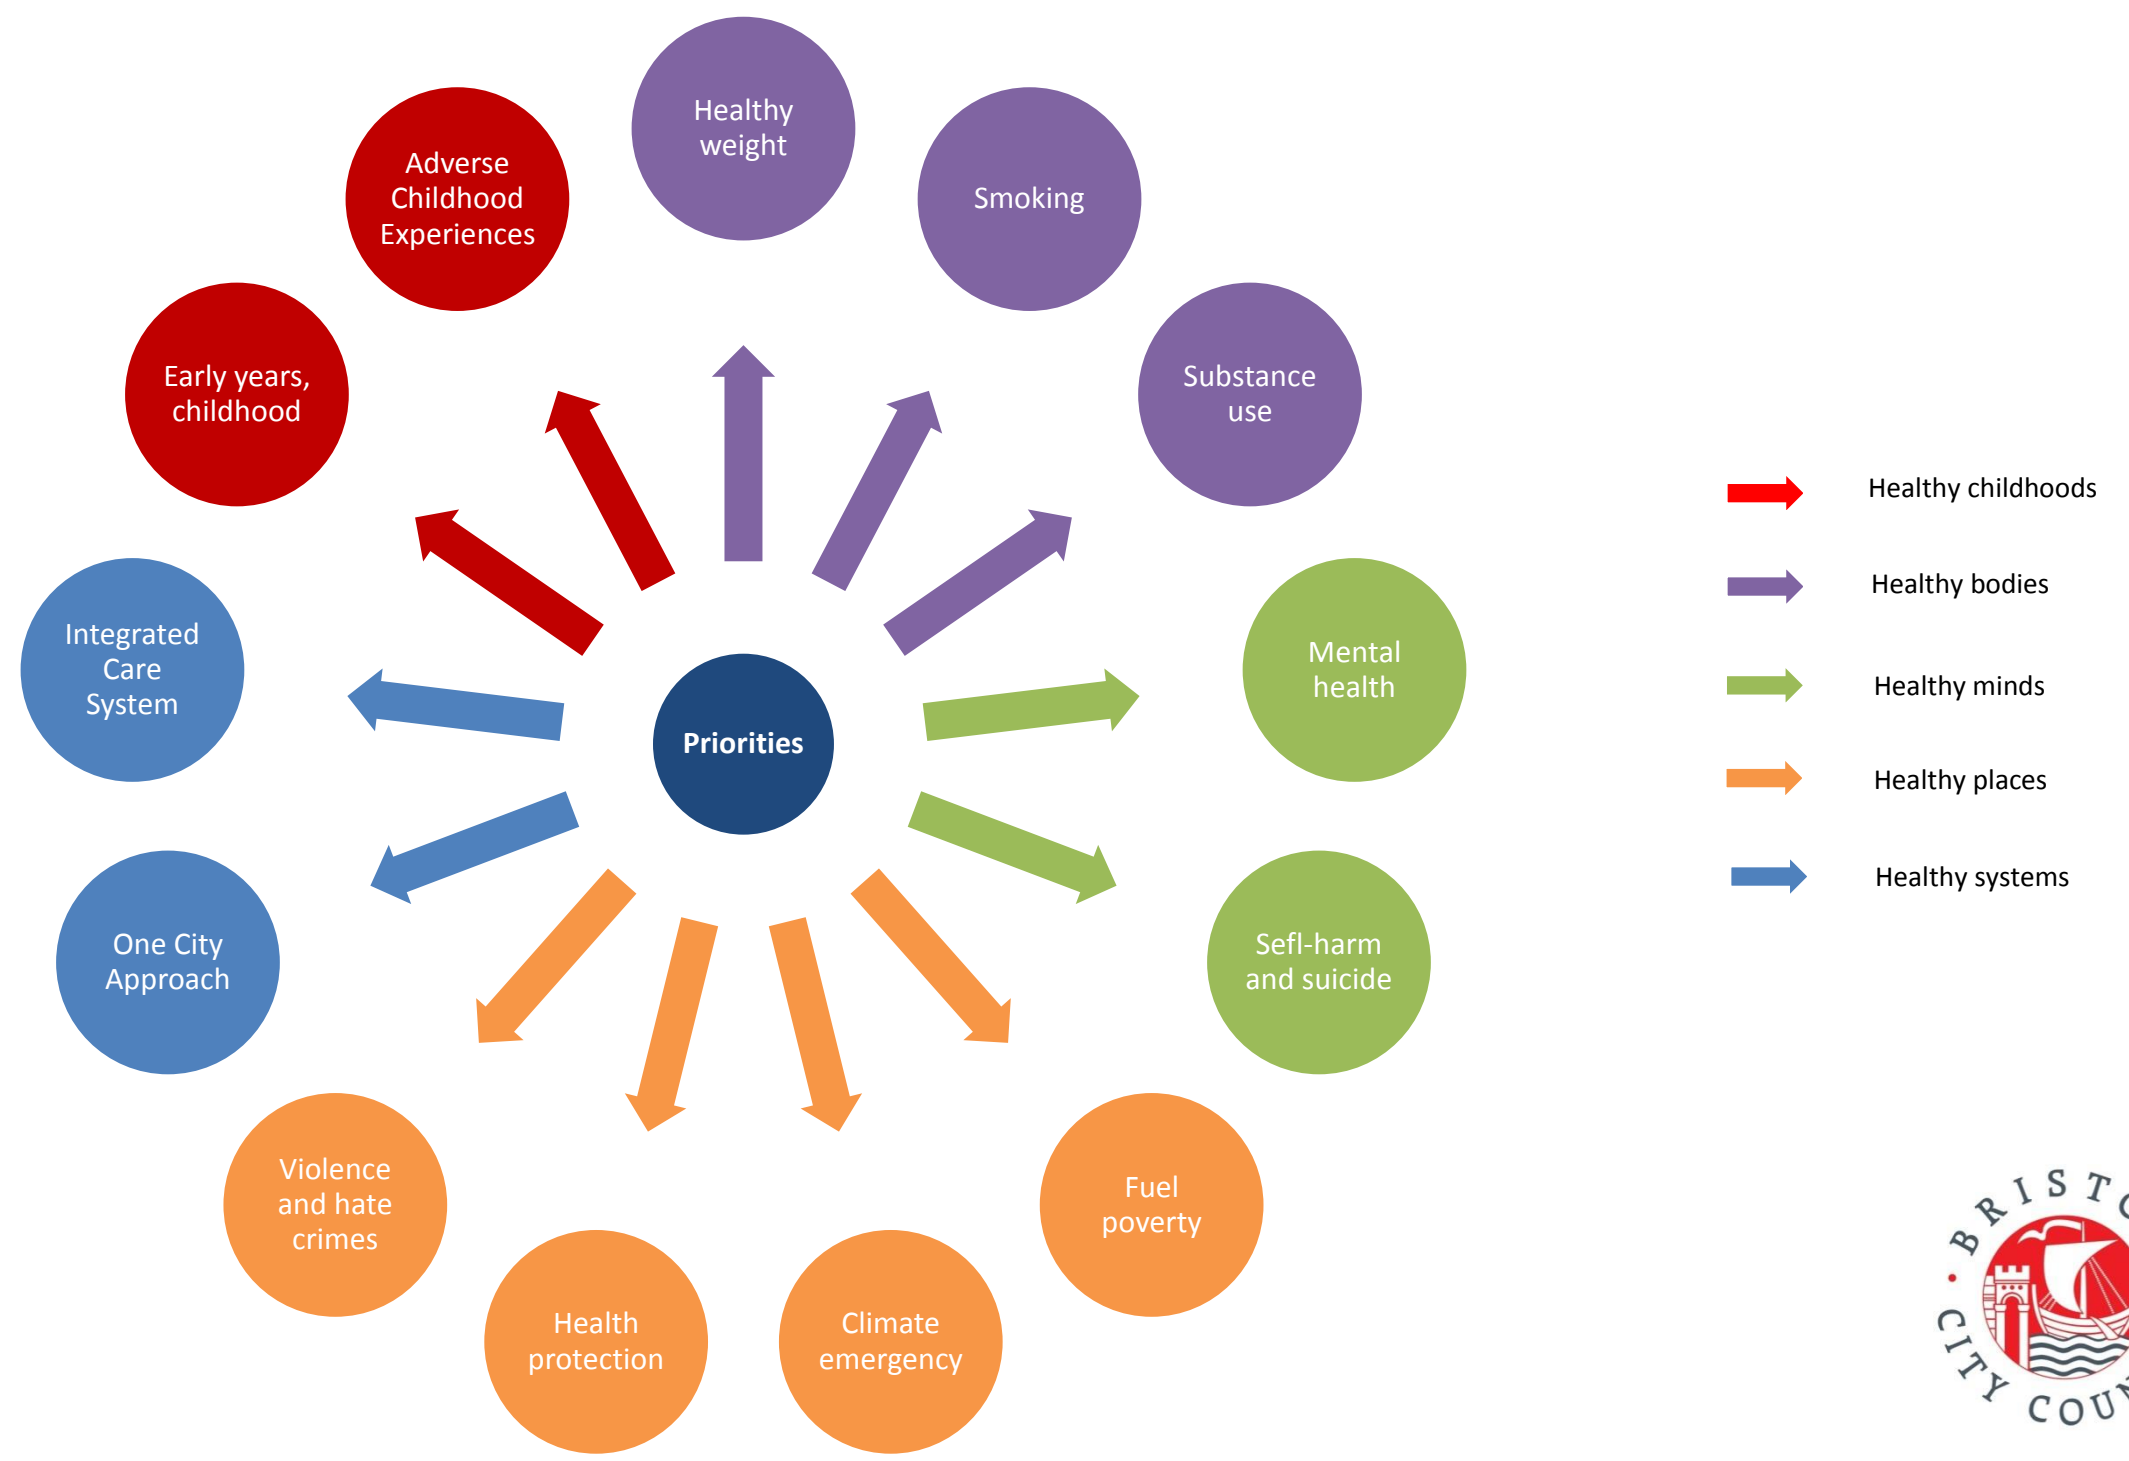 Healthy
weight
Smoking
Substance
use
Mental
health
Sefl-harm
and suicide
Fuel
poverty
Climate
emergency
Health
protection
Violence
and hate
crimes
One City
Approach
Integrated
Care
System
Early years,
childhood
Adverse
Childhood
Experiences
Priorities
Healthy childhoods
Healthy bodies
Healthy minds
Healthy places
Healthy systems
BRISTO
CITY COUN